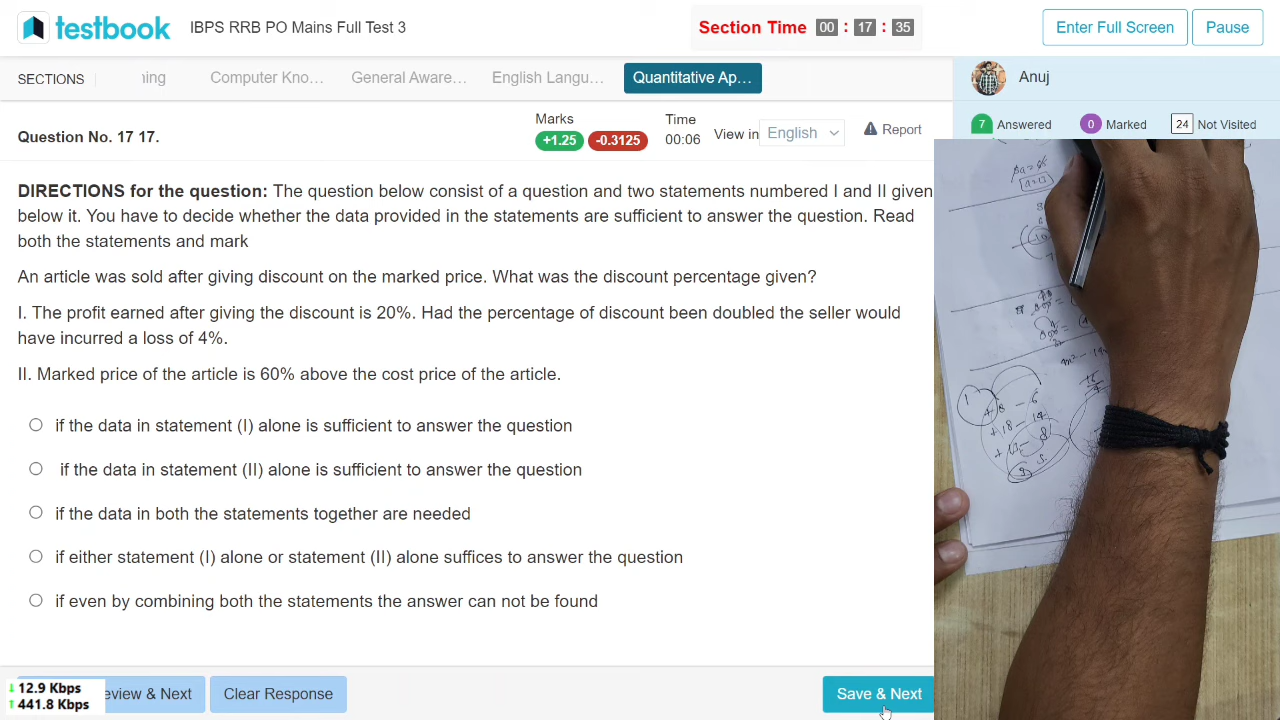 testbook
IBPS RRB PO Mains Full Test 3
Section Time 00 : 17 : 35
Enter Full Screen
Pause
SECTIONS
ning
Computer Kno...
General Aware...
English Langu...
Quantitative Ap...
Anuj
Question No. 17 17.
Marks
+1.25 -0.3125
Time
00:06
View in English
Report
7 Answered
0 Marked
24 Not Visited
DIRECTIONS for the question: The question below consist of a question and two statements numbered I and II given
below it. You have to decide whether the data provided in the statements are sufficient to answer the question. Read
both the statements and mark
An article was sold after giving discount on the marked price. What was the discount percentage given?
I. The profit earned after giving the discount is 20%. Had the percentage of discount been doubled the seller would
have incurred a loss of 4%.
II. Marked price of the article is 60% above the cost price of the article.
if the data in statement (I) alone is sufficient to answer the question
if the data in statement (II) alone is sufficient to answer the question
if the data in both the statements together are needed
if either statement (I) alone or statement (II) alone suffices to answer the question
if even by combining both the statements the answer can not be found
12.9 Kbps
441.8 Kbps
eview & Next
Clear Response
Save & Next